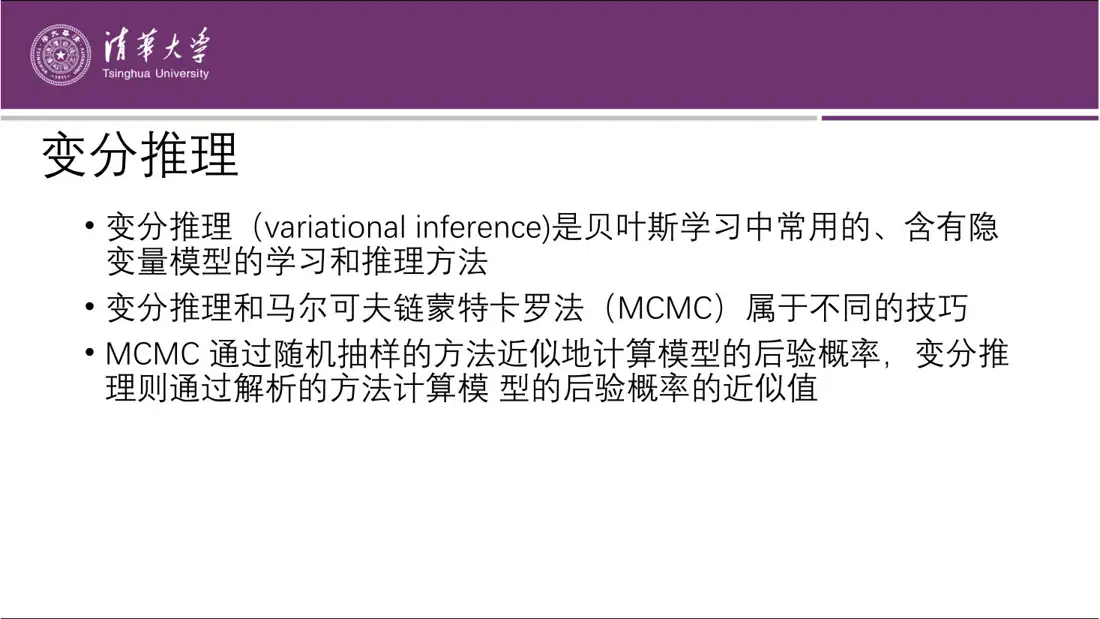 清华大学
Tsinghua University
变分推理
• 变分推理（variational inference)是贝叶斯学习中常用的、含有隐
变量模型的学习和推理方法
• 变分推理和马尔可夫链蒙特卡罗法（MCMC）属于不同的技巧
• MCMC 通过随机抽样的方法近似地计算模型的后验概率，变分推
理则通过解析的方法计算模 型的后验概率的近似值